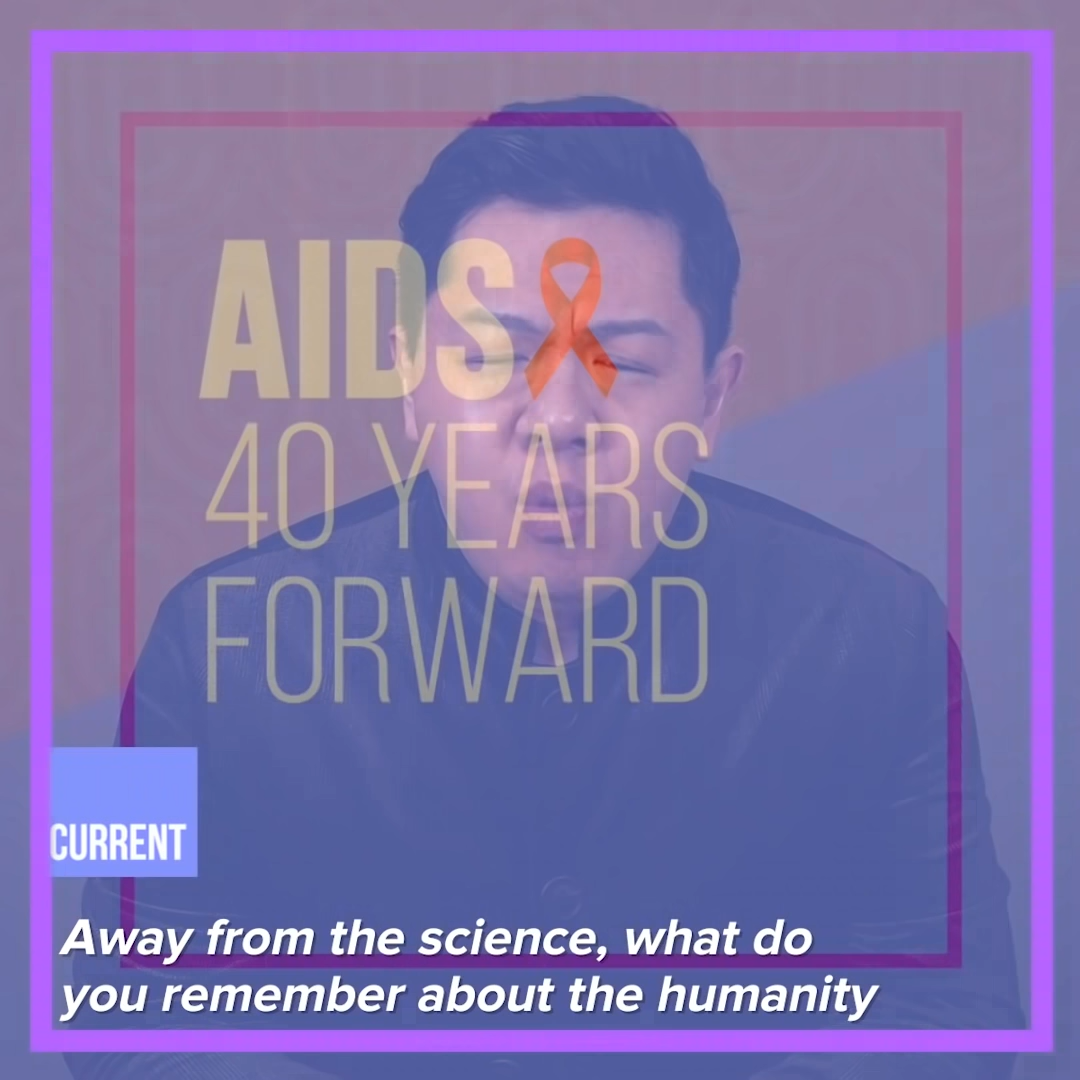 AIDS
40 YEARS
FORWARD
CURRENT
Away from the science, what do
you remember about the humanity